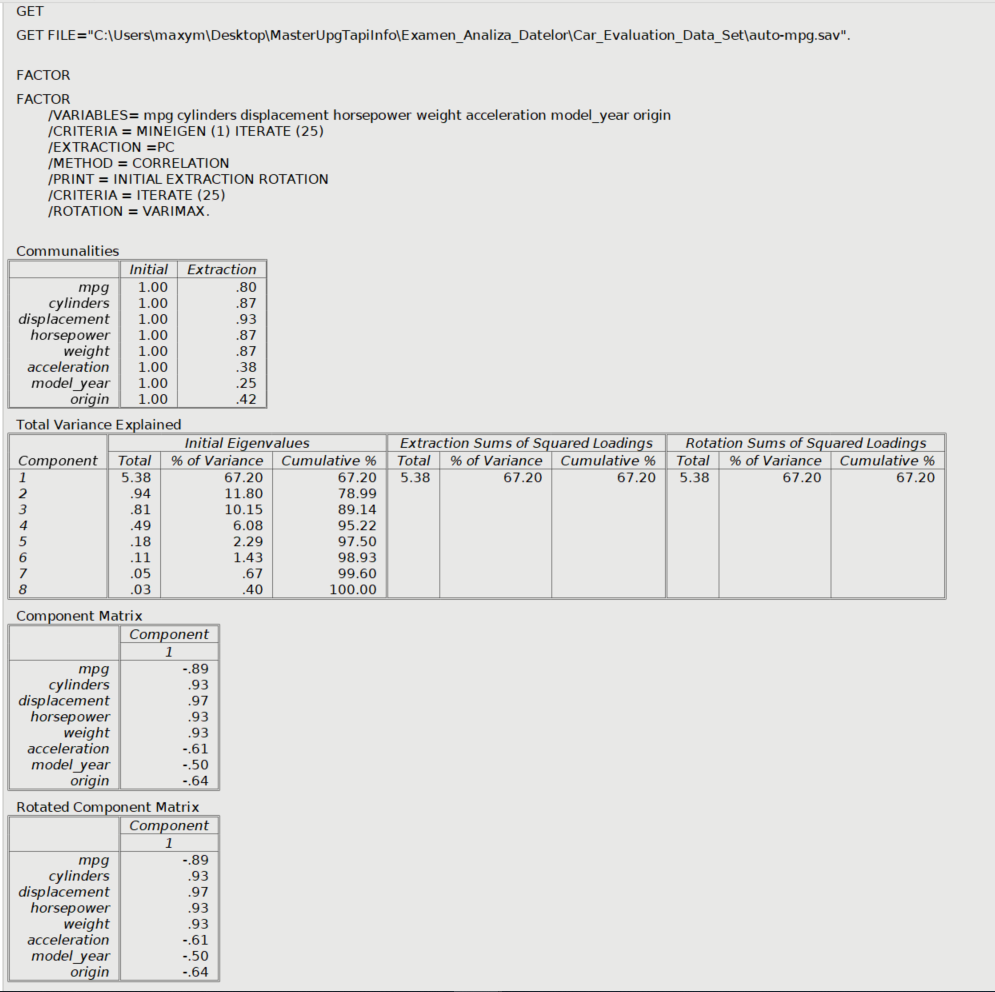 GET
GET FILE="C:\Users\maxym\Desktop\MasterUpgTapiInfo\Examen_Analiza_Datelor\Car_Evaluation_Data_Set\auto-mpg.sav".
FACTOR
FACTOR
/VARIABLES= mpg cylinders displacement horsepower weight acceleration model_year origin
/CRITERIA = MINEIGEN (1) ITERATE (25)
/EXTRACTION =PC
/METHOD = CORRELATION
/PRINT = INITIAL EXTRACTION ROTATION
/CRITERIA = ITERATE (25)
/ROTATION = VARIMAX.
Communalities
Initial Extraction
mpg 1.00 .80
cylinders 1.00 .87
displacement 1.00 .93
horsepower 1.00 .87
weight 1.00 .87
acceleration 1.00 .38
model_year 1.00 .25
origin 1.00 .42
Total Variance Explained
Initial Eigenvalues Extraction Sums of Squared Loadings Rotation Sums of Squared Loadings
Component Total % of Variance Cumulative % Total % of Variance Cumulative % Total % of Variance Cumulative %
1 5.38 67.20 67.20 5.38 67.20 67.20 5.38 67.20 67.20
2 .94 11.80 78.99
3 .81 10.15 89.14
4 .49 6.08 95.22
5 .18 2.29 97.50
6 .11 1.43 98.93
7 .05 .67 99.60
8 .03 .40 100.00
Component Matrix
Component
1
mpg -.89
cylinders .93
displacement .97
horsepower .93
weight .93
acceleration -.61
model_year -.50
origin -.64
Rotated Component Matrix
Component
1
mpg -.89
cylinders .93
displacement .97
horsepower .93
weight .93
acceleration -.61
model_year -.50
origin -.64